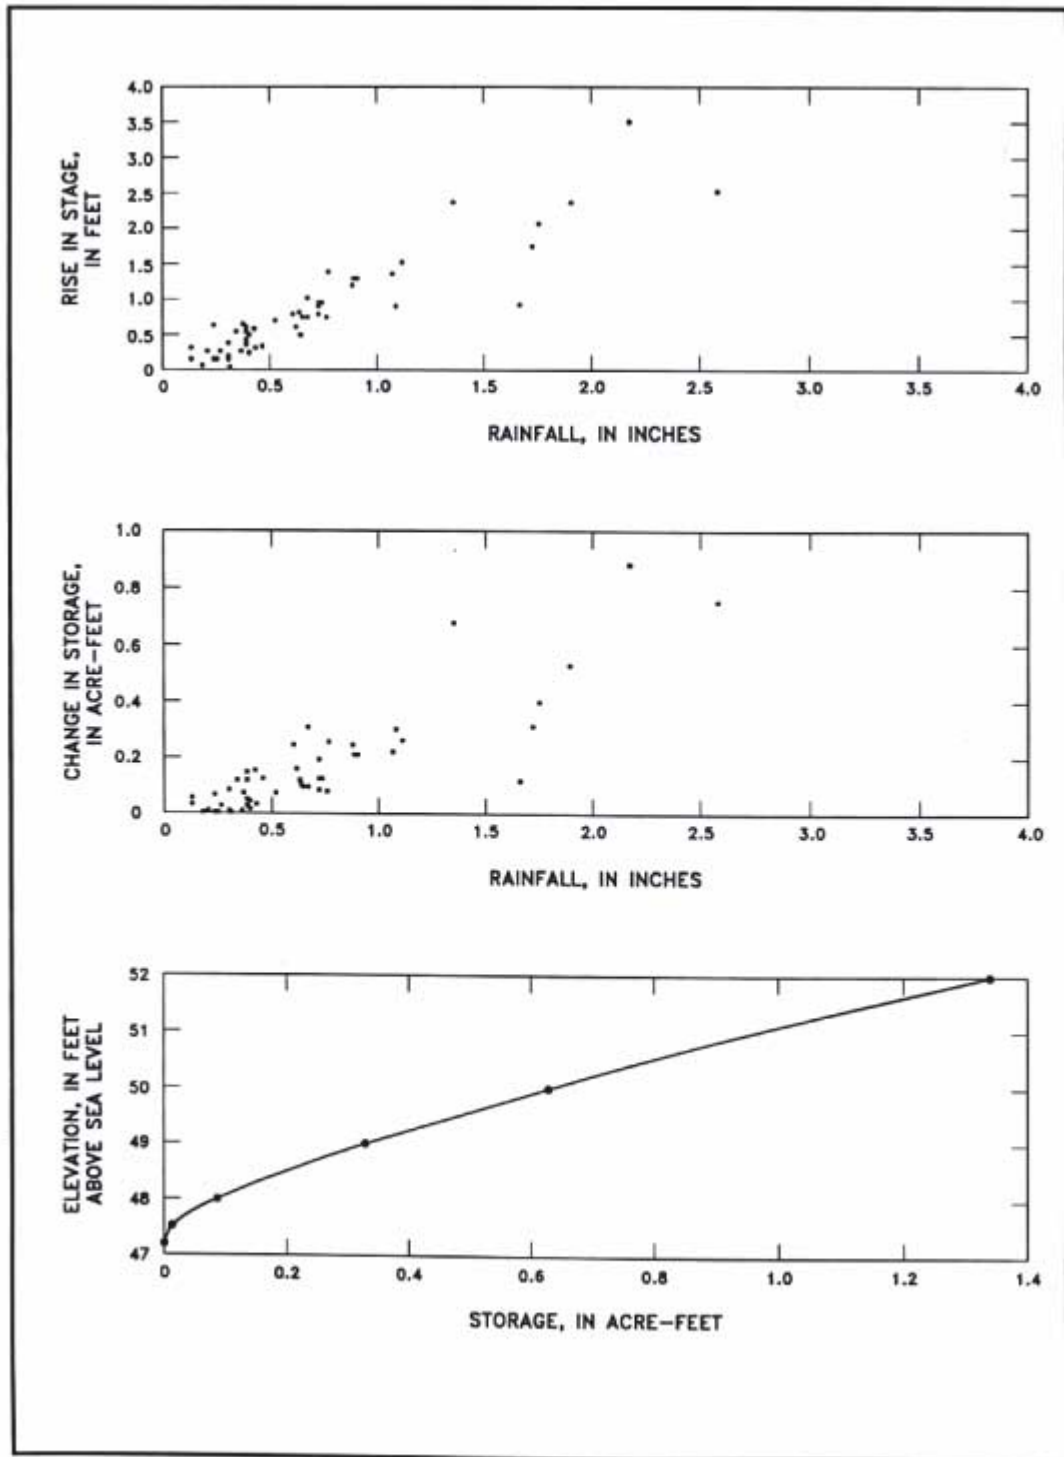 4.0
3.5
3.0
2.5
2.0
1.5
1.0
0.5
0
RISE IN STAGE,
IN FEET
0 0.5 1.0 1.5 2.0 2.5 3.0 3.5 4.0
RAINFALL, IN INCHES
1.0
0.8
0.6
0.4
0.2
0
CHANGE IN STORAGE,
IN ACRE-FEET
0 0.5 1.0 1.5 2.0 2.5 3.0 3.5 4.0
RAINFALL, IN INCHES
52
51
50
49
48
47
ELEVATION, IN FEET
ABOVE SEA LEVEL
0 0.2 0.4 0.6 0.8 1.0 1.2 1.4
STORAGE, IN ACRE-FEET